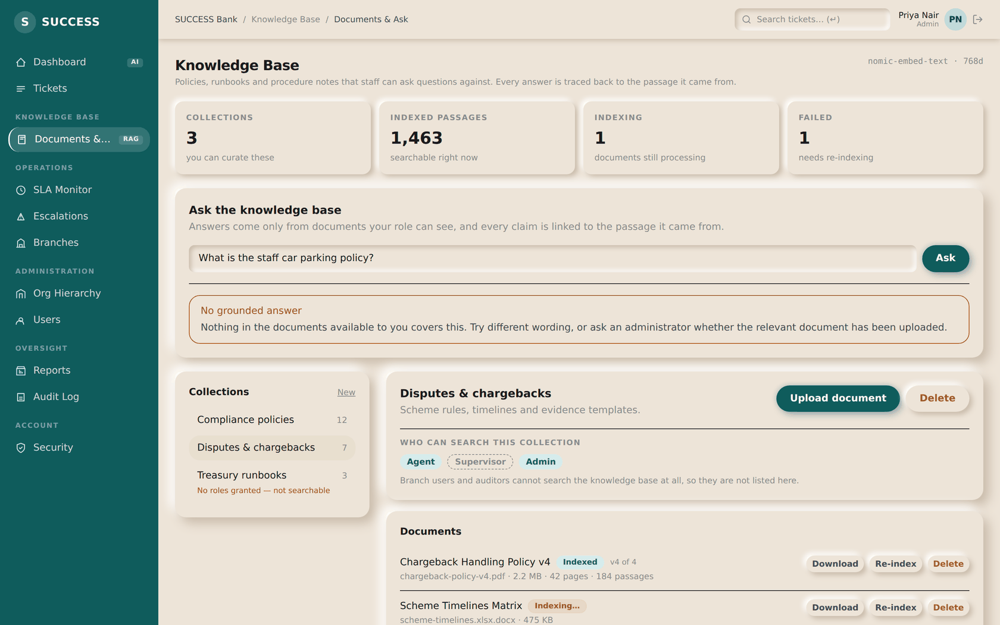 S SUCCESS
Dashboard AI
Tickets
KNOWLEDGE BASE
Documents &... RAG
OPERATIONS
SLA Monitor
Escalations
Branches
ADMINISTRATION
Org Hierarchy
Users
OVERSIGHT
Reports
Audit Log
ACCOUNT
Security
SUCCESS Bank / Knowledge Base / Documents & Ask
Search tickets... (↵)
Priya Nair
Admin
PN
Knowledge Base
nomic-embed-text · 768d
Policies, runbooks and procedure notes that staff can ask questions against. Every answer is traced back to the passage it came from.
COLLECTIONS
3
you can curate these
INDEXED PASSAGES
1,463
searchable right now
INDEXING
1
documents still processing
FAILED
1
needs re-indexing
Ask the knowledge base
Answers come only from documents your role can see, and every claim is linked to the passage it came from.
What is the staff car parking policy?
Ask
No grounded answer
Nothing in the documents available to you covers this. Try different wording, or ask an administrator whether the relevant document has been uploaded.
Collections New
Compliance policies 12
Disputes & chargebacks 7
Treasury runbooks 3
No roles granted — not searchable
Disputes & chargebacks
Scheme rules, timelines and evidence templates.
Upload document Delete
WHO CAN SEARCH THIS COLLECTION
Agent Supervisor Admin
Branch users and auditors cannot search the knowledge base at all, so they are not listed here.
Documents
Chargeback Handling Policy v4 Indexed v4 of 4
chargeback-policy-v4.pdf · 2.2 MB · 42 pages · 184 passages
Download Re-index Delete
Scheme Timelines Matrix Indexing...
scheme-timelines.xlsx.docx · 475 KB
Download Re-index Delete